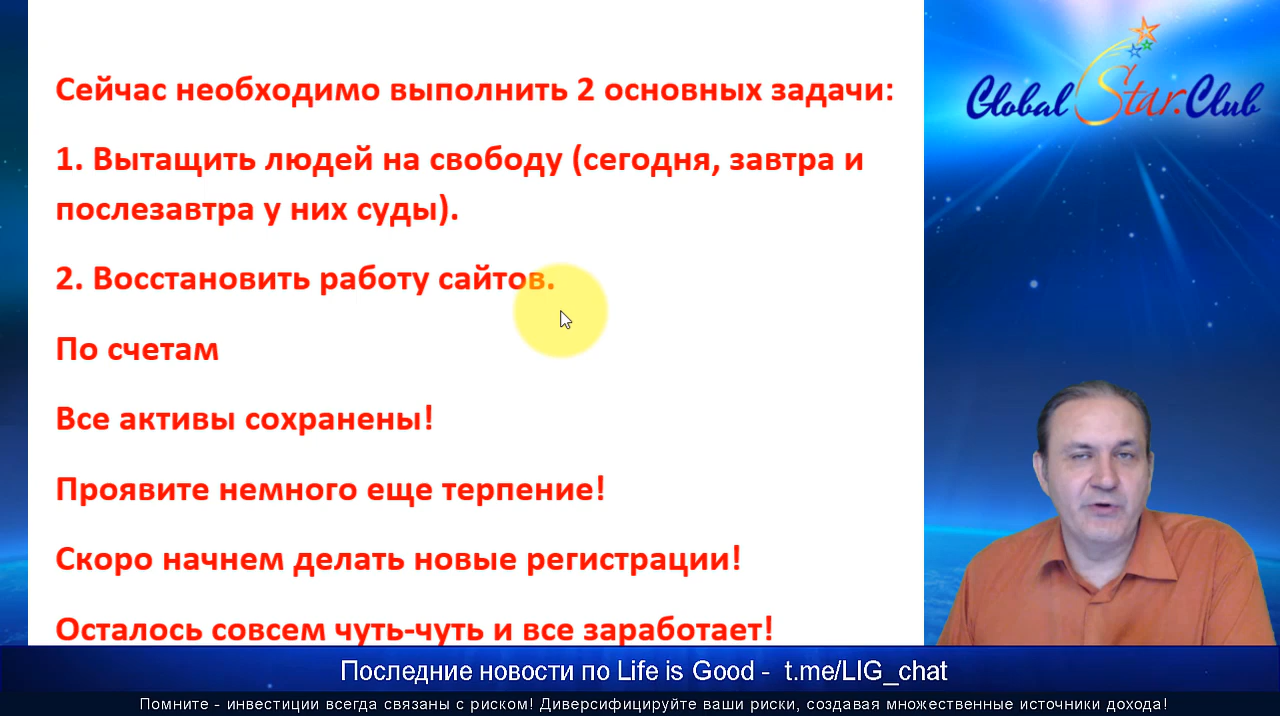 Сейчас необходимо выполнить 2 основных задачи:
1. Вытащить людей на свободу (сегодня, завтра и
послезавтра у них суды).
2. Восстановить работу сайтов.
По счетам
Все активы сохранены!
Проявите немного еще терпение!
Скоро начнем делать новые регистрации!
Осталось совсем чуть-чуть и все заработает!
Global Star.Club
Последние новости по Life is Good - t.me/LIG_chat
Помните - инвестиции всегда связаны с риском! Диверсифицируйте ваши риски, создавая множественные источники дохода!